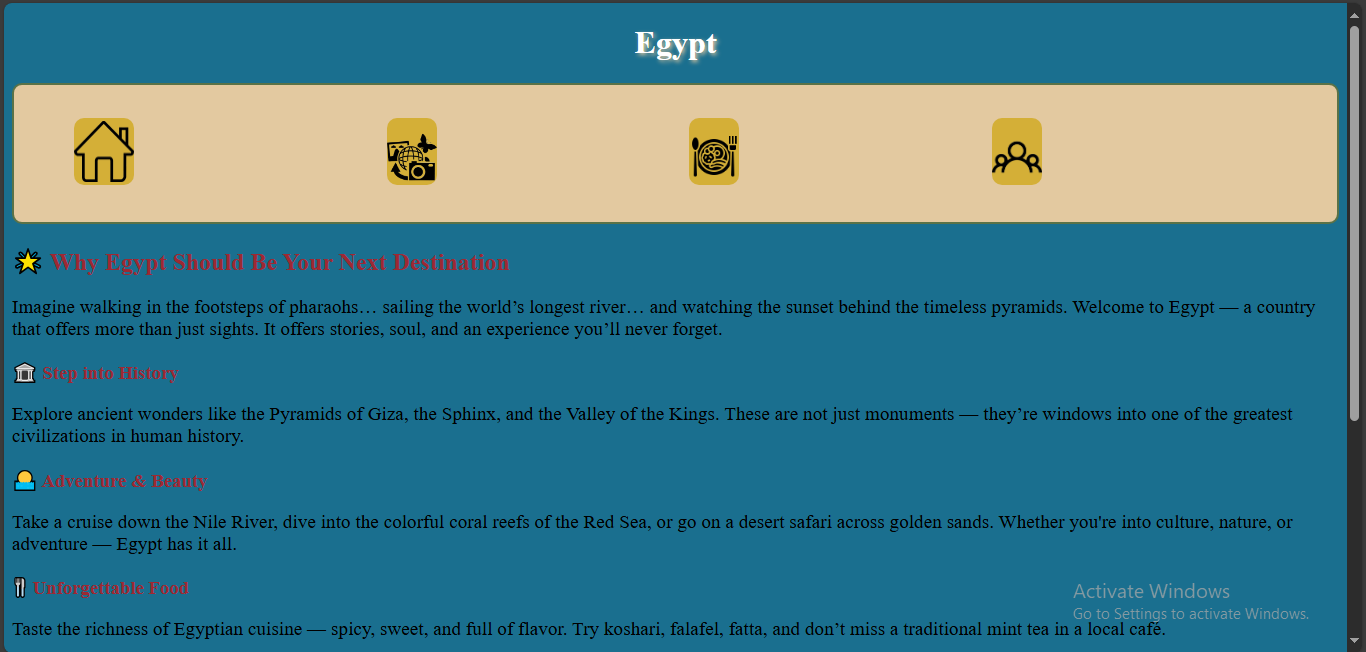 Egypt
🌟 Why Egypt Should Be Your Next Destination
Imagine walking in the footsteps of pharaohs… sailing the world’s longest river… and watching the sunset behind the timeless pyramids. Welcome to Egypt — a country
that offers more than just sights. It offers stories, soul, and an experience you’ll never forget.
🏛️ Step into History
Explore ancient wonders like the Pyramids of Giza, the Sphinx, and the Valley of the Kings. These are not just monuments — they’re windows into one of the greatest
civilizations in human history.
🌅 Adventure & Beauty
Take a cruise down the Nile River, dive into the colorful coral reefs of the Red Sea, or go on a desert safari across golden sands. Whether you're into culture, nature, or
adventure — Egypt has it all.
🍴 Unforgettable Food
Taste the richness of Egyptian cuisine — spicy, sweet, and full of flavor. Try koshari, falafel, fatta, and don’t miss a traditional mint tea in a local café.
Activate Windows
Go to Settings to activate Windows.